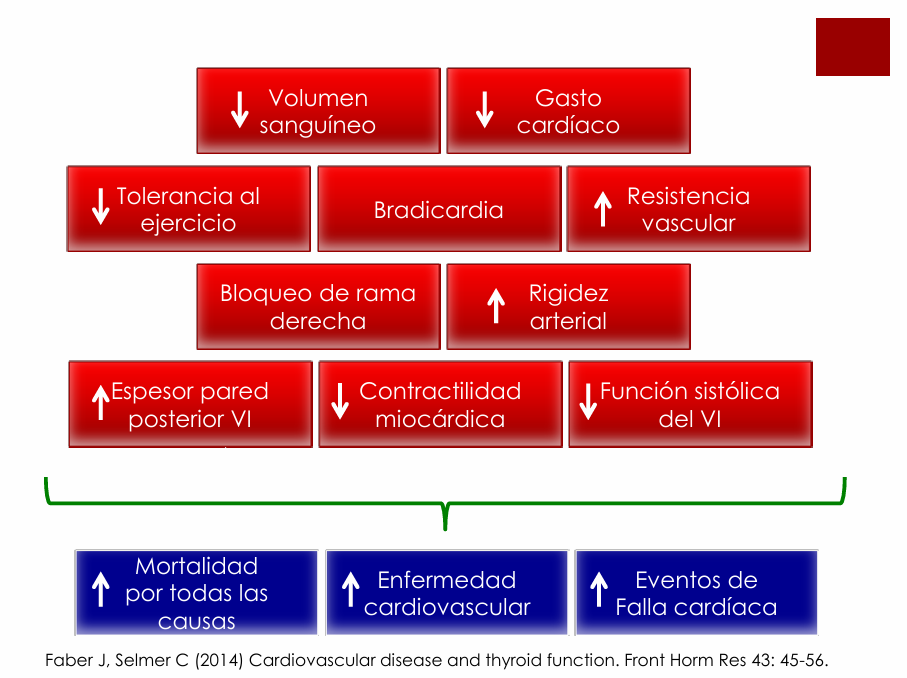 Volumen
sanguíneo
Gasto
cardíaco
Tolerancia al
ejercicio
Bradicardia
Resistencia
vascular
Bloqueo de rama
derecha
Rigidez
arterial
Espesor pared
posterior VI
Contractilidad
miocárdica
Función sistólica
del VI
Mortalidad
por todas las
causas
Enfermedad
cardiovascular
Eventos de
Falla cardíaca
Faber J, Selmer C (2014) Cardiovascular disease and thyroid function. Front Horm Res 43: 45-56.